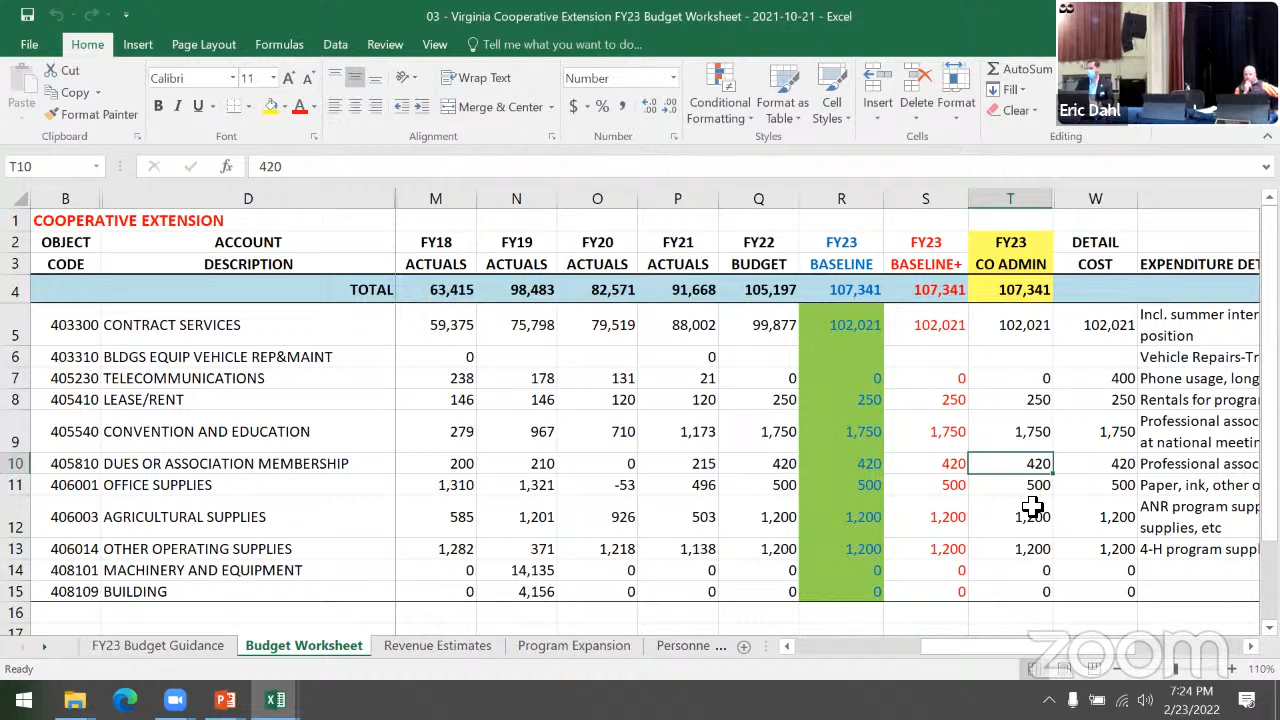 03 - Virginia Cooperative Extension FY23 Budget Worksheet - 2021-10-21 - Excel
File Home Insert Page Layout Formulas Data Review View Tell me what you want to do...
Paste Cut Copy Format Painter Clipboard
Calibri 11 B I U A Font
Wrap Text Merge & Center Alignment
Number $ % , Number
Conditional Formatting Format as Table Cell Styles Styles
Insert Delete Format Cells
AutoSum Fill Clear Editing
Eric Dahl
T10 fx 420
B D M N O P Q R S T W
1 COOPERATIVE EXTENSION
2 OBJECT ACCOUNT FY18 FY19 FY20 FY21 FY22 FY23 FY23 FY23 DETAIL
3 CODE DESCRIPTION ACTUALS ACTUALS ACTUALS ACTUALS BUDGET BASELINE BASELINE+ CO ADMIN COST EXPENDITURE DET
4 TOTAL 63,415 98,483 82,571 91,668 105,197 107,341 107,341 107,341
5 403300 CONTRACT SERVICES 59,375 75,798 79,519 88,002 99,877 102,021 102,021 102,021 102,021 Incl. summer inter
position
6 403310 BLDGS EQUIP VEHICLE REP&MAINT 0 0 Vehicle Repairs-Tr
7 405230 TELECOMMUNICATIONS 238 178 131 21 0 0 0 0 400 Phone usage, long
8 405410 LEASE/RENT 146 146 120 120 250 250 250 250 250 Rentals for progra
9 405540 CONVENTION AND EDUCATION 279 967 710 1,173 1,750 1,750 1,750 1,750 1,750 Professional assoc
at national meetin
10 405810 DUES OR ASSOCIATION MEMBERSHIP 200 210 0 215 420 420 420 420 420 Professional assoc
11 406001 OFFICE SUPPLIES 1,310 1,321 -53 496 500 500 500 500 500 Paper, ink, other o
12 406003 AGRICULTURAL SUPPLIES 585 1,201 926 503 1,200 1,200 1,200 1,200 1,200 ANR program supp
supplies, etc
13 406014 OTHER OPERATING SUPPLIES 1,282 371 1,218 1,138 1,200 1,200 1,200 1,200 1,200 4-H program suppl
14 408101 MACHINERY AND EQUIPMENT 0 14,135 0 0 0 0 0 0 0
15 408109 BUILDING 0 4,156 0 0 0 0 0 0 0
16
17
FY23 Budget Guidance Budget Worksheet Revenue Estimates Program Expansion Personne ...
zoom
Ready 110%
7:24 PM
2/23/2022